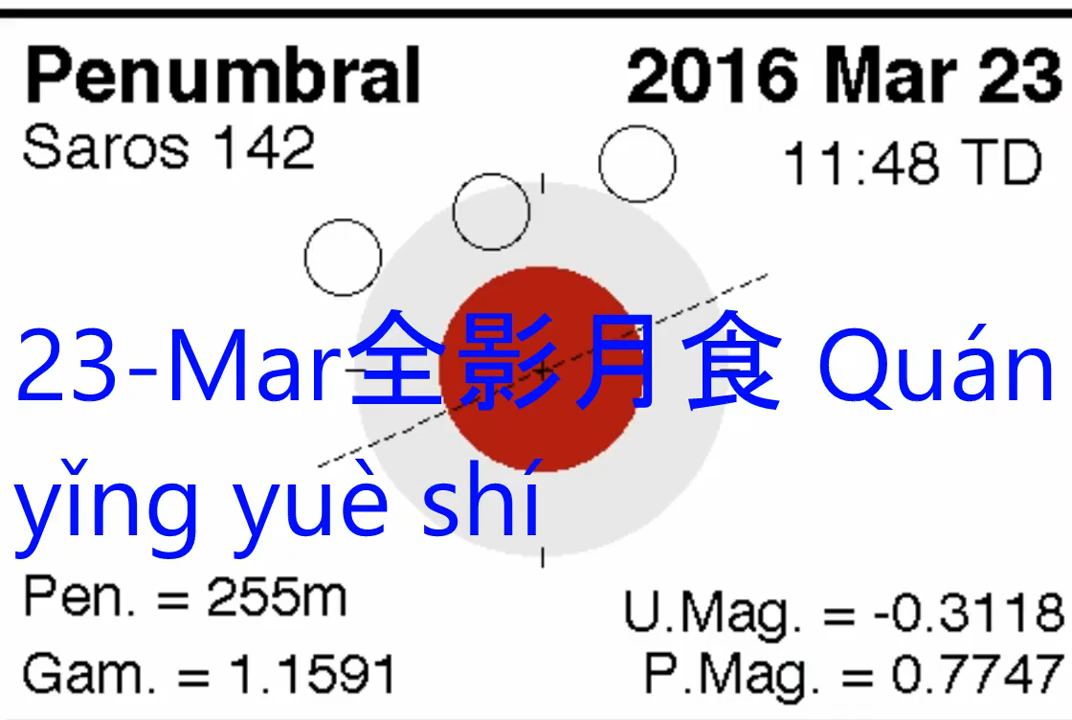 Penumbral 2016 Mar 23
Saros 142 11:48 TD
23-Mar全影月食 Quán
yǐng yuè shí
Pen. = 255m U.Mag. = -0.3118
Gam. = 1.1591 P.Mag. = 0.7747